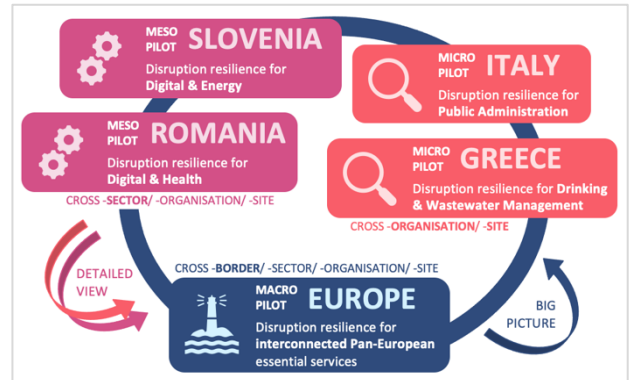 MESO
PILOT SLOVENIA
Disruption resilience for
Digital & Energy
MESO
PILOT ROMANIA
Disruption resilience for
Digital & Health
CROSS -SECTOR/ -ORGANISATION/ -SITE
MICRO
PILOT ITALY
Disruption resilience for
Public Administration
MICRO
PILOT GREECE
Disruption resilience for Drinking
& Wastewater Management
CROSS -ORGANISATION/ -SITE
DETAILED
VIEW
CROSS -BORDER/ -SECTOR/ -ORGANISATION/ -SITE
MACRO
PILOT EUROPE
Disruption resilience for
interconnected Pan-European
essential services
BIG
PICTURE